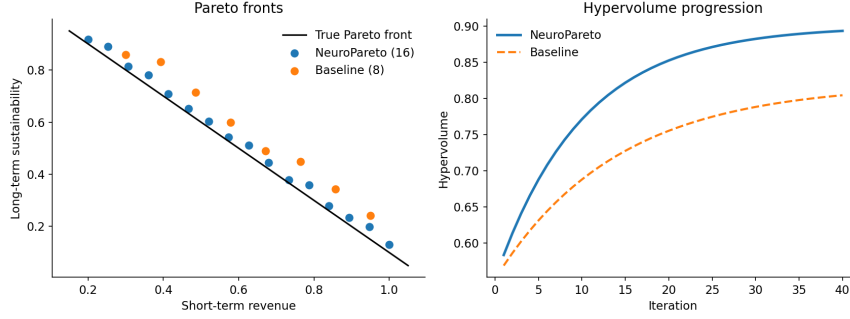 Pareto fronts
True Pareto front
NeuroPareto (16)
Baseline (8)
Long-term sustainability
0.8
0.6
0.4
0.2
0.2 0.4 0.6 0.8 1.0
Short-term revenue
Hypervolume progression
NeuroPareto
Baseline
Hypervolume
0.90
0.85
0.80
0.75
0.70
0.65
0.60
0 5 10 15 20 25 30 35 40
Iteration